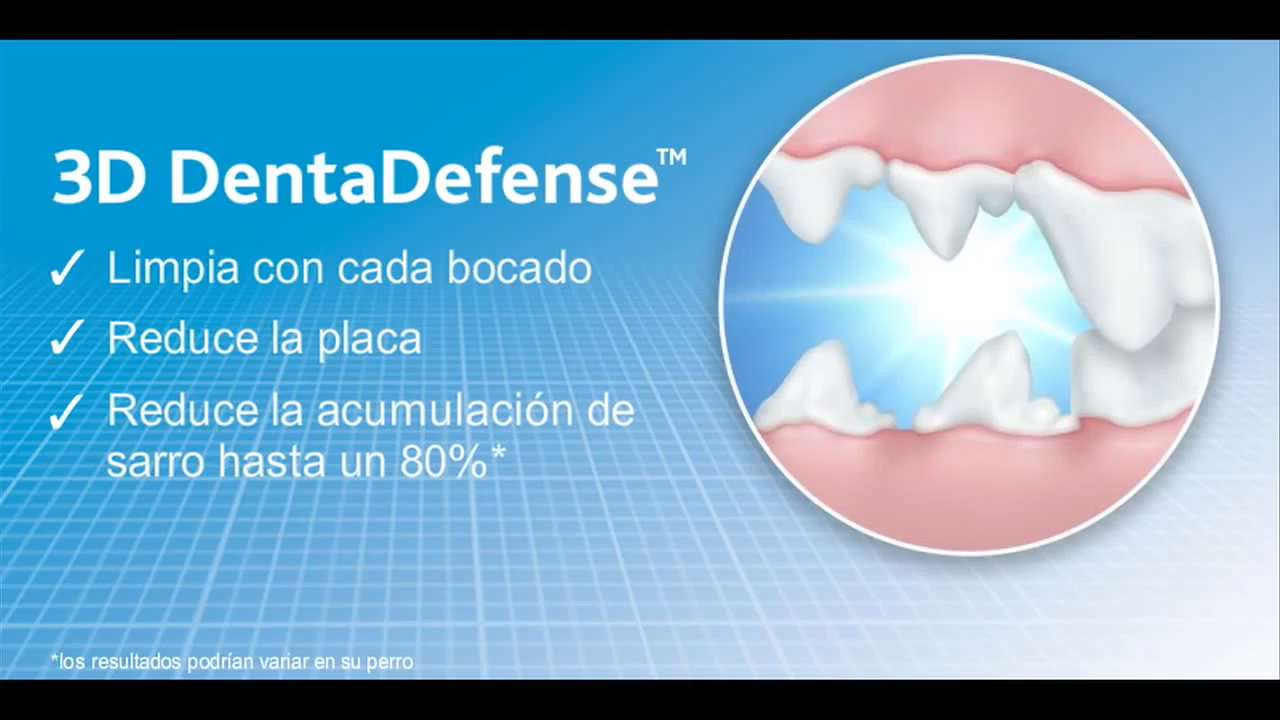 3D DentaDefense™
✓ Limpia con cada bocado
✓ Reduce la placa
✓ Reduce la acumulación de
sarro hasta un 80%*
*los resultados podrían variar en su perro